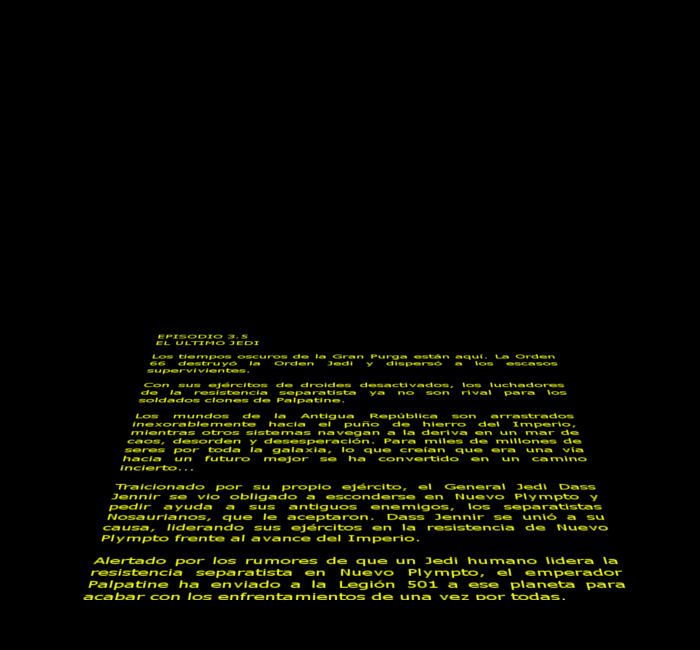 EPISODIO 3.5
EL ULTIMO JEDI
Los tiempos oscuros de la Gran Purga están aquí. La Orden
66 destruyó la Orden Jedi y dispersó a los escasos
supervivientes.
Con sus ejércitos de droides desactivados, los luchadores
de la resistencia separatista ya no son rival para los
soldados clones de Palpatine.
Los mundos de la Antigua República son arrastrados
inexorablemente hacia el puño de hierro del Imperio,
mientras otros sistemas navegan a la deriva en un mar de
caos, desorden y desesperación. Para miles de millones de
seres por toda la galaxia, lo que creían que era una vía
hacia un futuro mejor se ha convertido en un camino
incierto...
Traicionado por su propio ejército, el General Jedi Dass
Jennir se vio obligado a esconderse en Nuevo Plympto y
pedir ayuda a sus antiguos enemigos, los separatistas
Nosaurianos, que le aceptaron. Dass Jennir se unió a su
causa, liderando sus ejércitos en la resistencia de Nuevo
Plympto frente al avance del Imperio.
Alertado por los rumores de que un Jedi humano lidera la
resistencia separatista en Nuevo Plympto, el emperador
Palpatine ha enviado a la Legión 501 a ese planeta para
acabar con los enfrentamientos de una vez por todas.